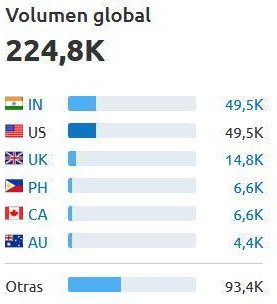 Volumen global
224,8K
IN 49,5K
US 49,5K
UK 14,8K
PH 6,6K
CA 6,6K
AU 4,4K
Otras 93,4K